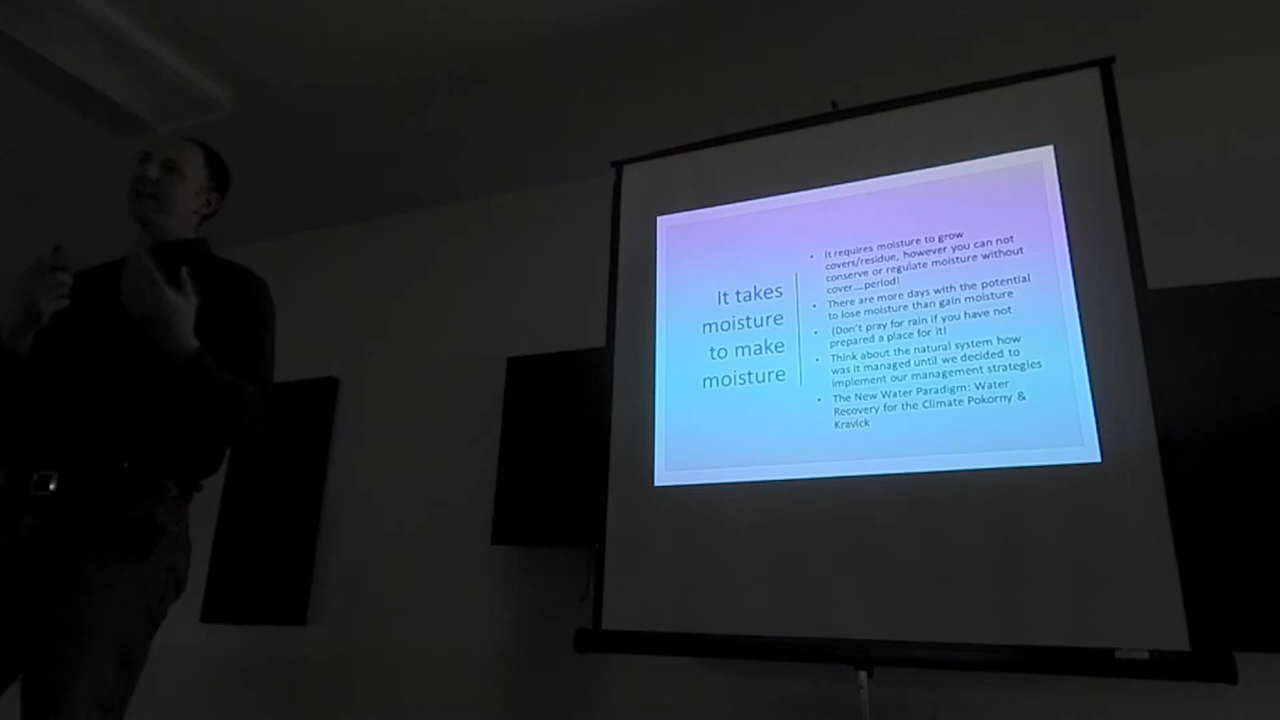 It takes
moisture
to make
moisture
• It requires moisture to grow
covers/residue, however you can not
conserve or regulate moisture without
cover....period!
• There are more days with the potential
to lose moisture than gain moisture
• (Don't pray for rain if you have not
prepared a place for it!
• Think about the natural system how
was it managed until we decided to
implement our management strategies
• The New Water Paradigm: Water
Recovery for the Climate Pokorny &
Kravick